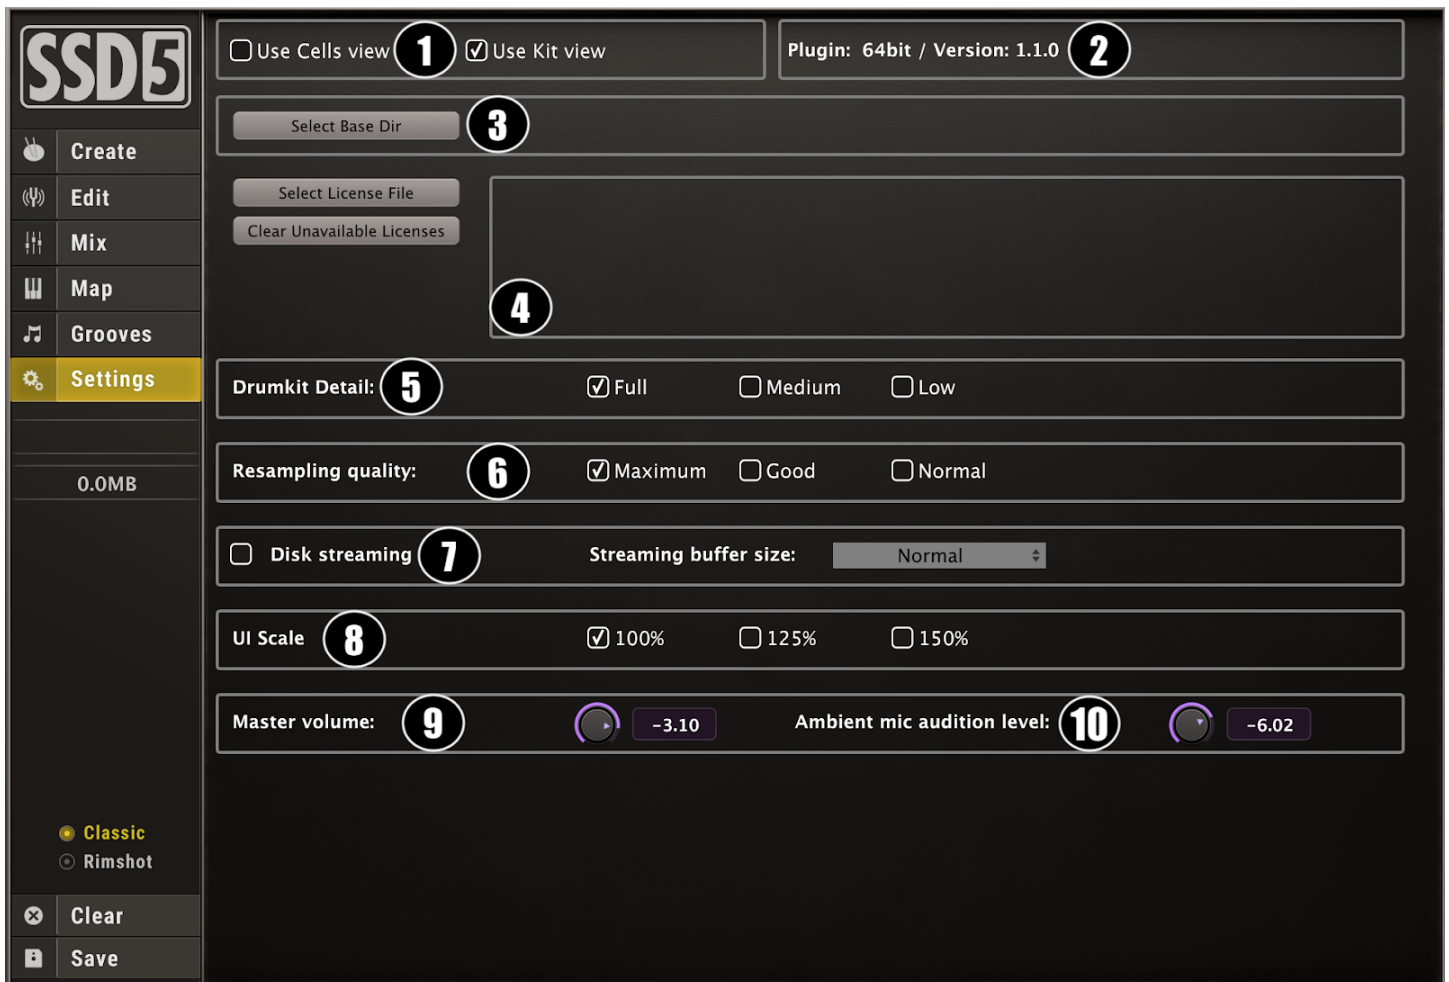 SSD5
Use Cells view 1 Use Kit view
Plugin: 64bit / Version: 1.1.0 2
Select Base Dir 3
Create
Edit
Mix
Map
Grooves
Settings
0.0MB
Select License File
Clear Unavailable Licenses
4
Drumkit Detail: 5 Full Medium Low
Resampling quality: 6 Maximum Good Normal
Disk streaming 7 Streaming buffer size: Normal
UI Scale 8 100% 125% 150%
Master volume: 9 -3.10 Ambient mic audition level: 10 -6.02
Classic
Rimshot
Clear
Save